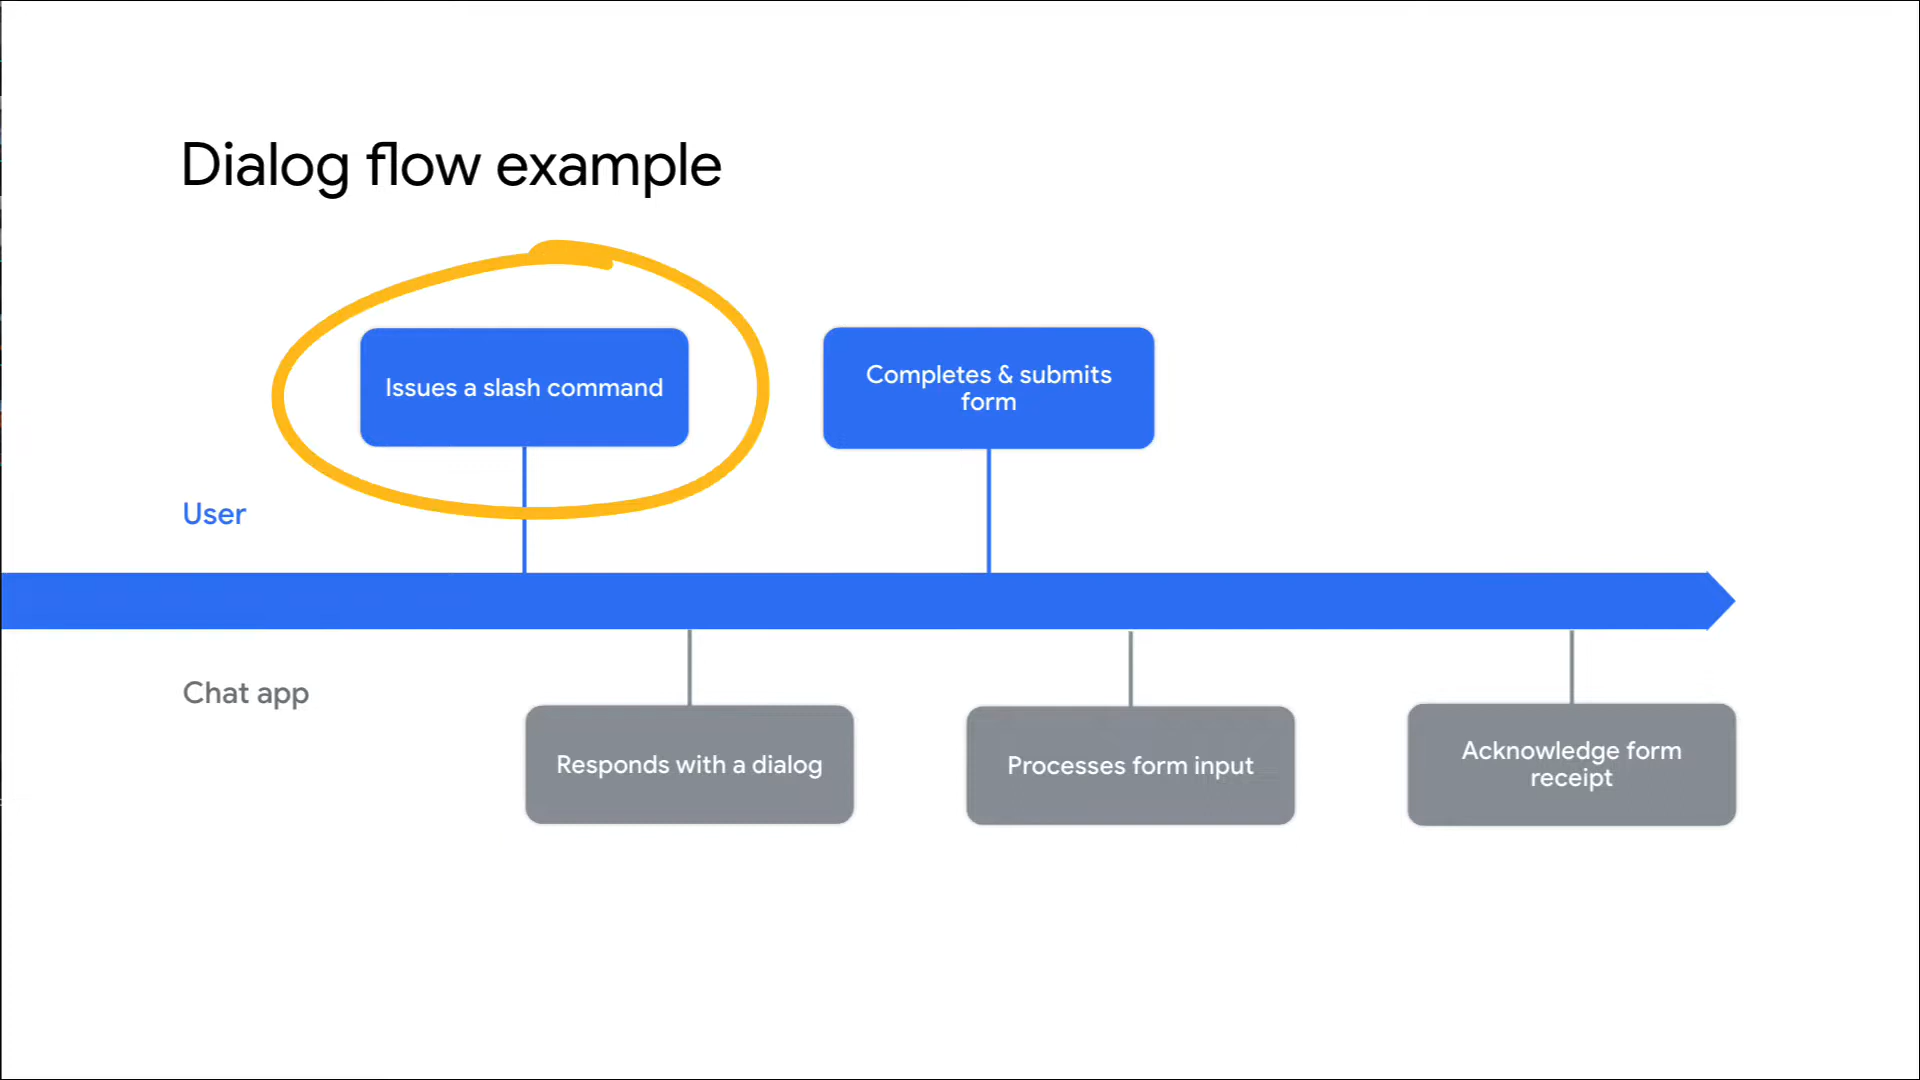 Dialog flow example
Issues a slash command
Completes & submits
form
User
Chat app
Responds with a dialog
Processes form input
Acknowledge form
receipt